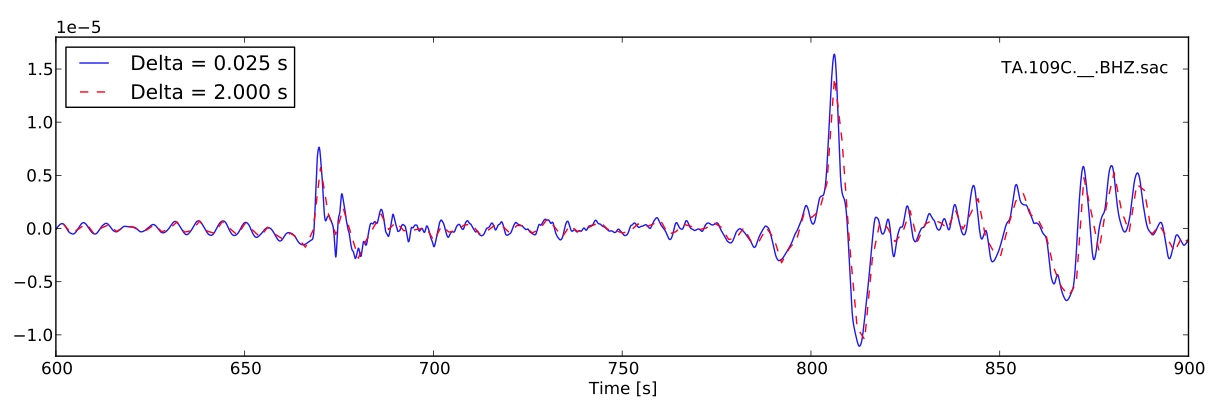 1e−5
Delta = 0.025 s
Delta = 2.000 s
TA.109C.__.BHZ.sac
1.5
1.0
0.5
0.0
−0.5
−1.0
600 650 700 750 800 850 900
Time [s]